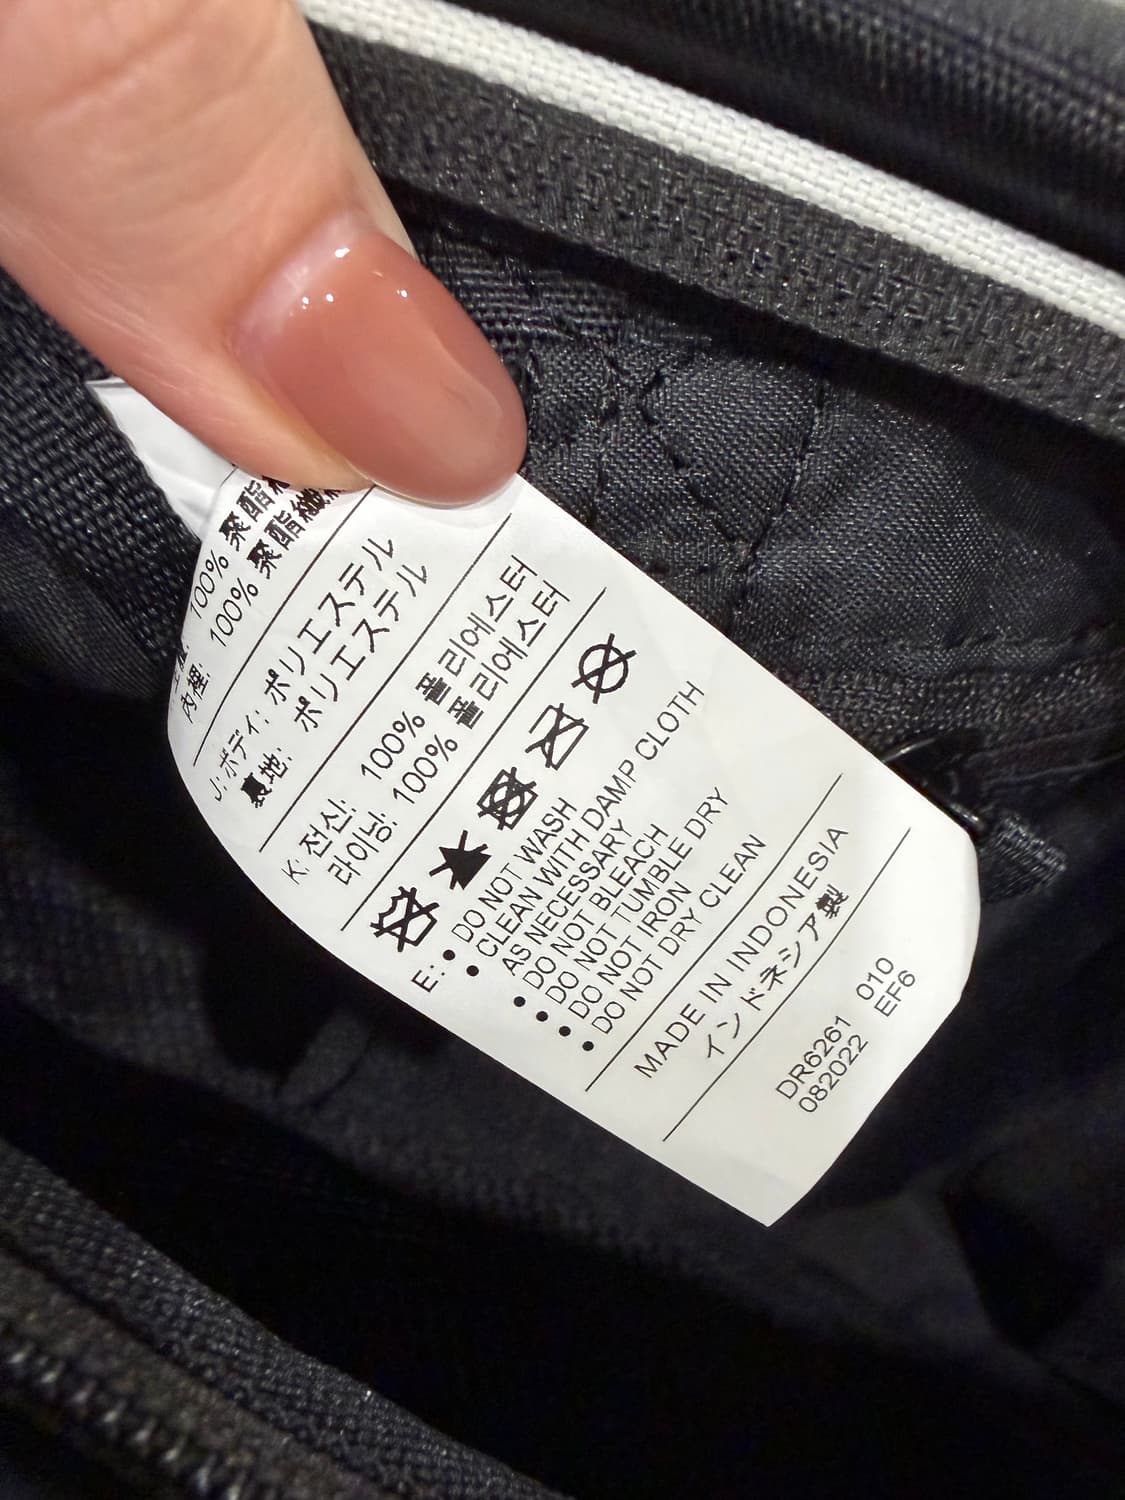 100% 聚酯
內裡: 100% 聚酯纖
J: ボディ: ポリエステル
裏地: ポリエステル
K: 전신: 100% 폴리에스터
라이닝: 100% 폴리에스터
E: • DO NOT WASH
• CLEAN WITH DAMP CLOTH
AS NECESSARY
• DO NOT BLEACH
• DO NOT TUMBLE DRY
• DO NOT IRON
• DO NOT DRY CLEAN
MADE IN INDONESIA
インドネシア製
DR6261 010
082022 EF6